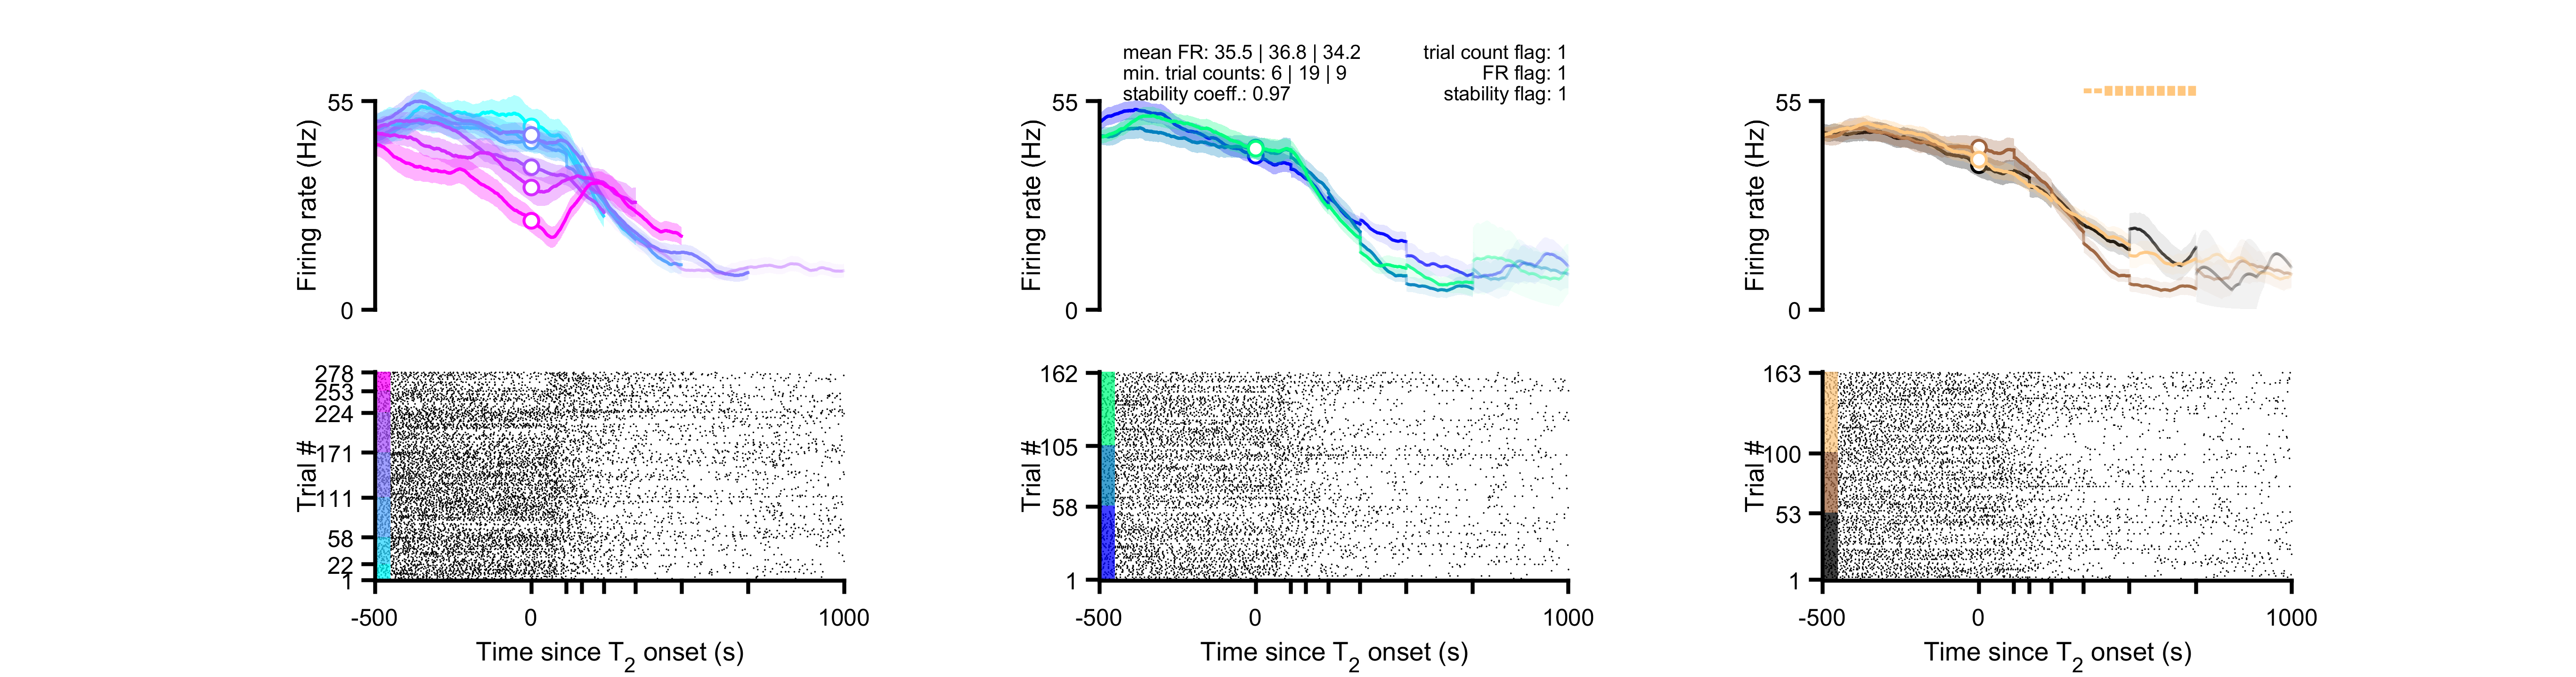 mean FR: 35.5 | 36.8 | 34.2
min. trial counts: 6 | 19 | 9
stability coeff.: 0.97
trial count flag: 1
FR flag: 1
stability flag: 1
55
Firing rate (Hz)
0
55
Firing rate (Hz)
0
55
Firing rate (Hz)
0
278
253
224
171
111
58
22
1
Trial #
-500
0
1000
Time since T2 onset (s)
162
105
58
1
Trial #
-500
0
1000
Time since T2 onset (s)
163
100
53
1
Trial #
-500
0
1000
Time since T2 onset (s)